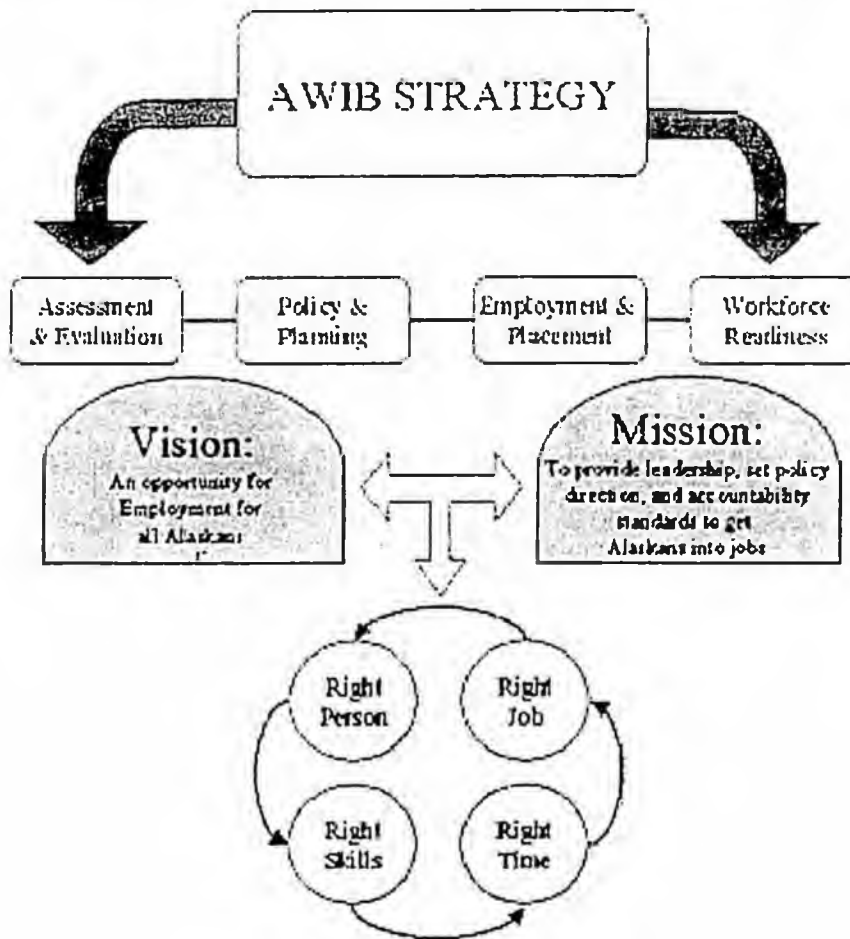 AWIB STRATEGY
Assessment
& Evaluation
Policy &
Planning
Employment &
Placement
Workforce
Readiness
Vision:
An opportunity for
Employment for
all Alaskans
Mission:
To provide leadership, set policy
direction, and accountability
standards to get
Alaskans into jobs
Right
Person
Right
Job
Right
Skills
Right
Time